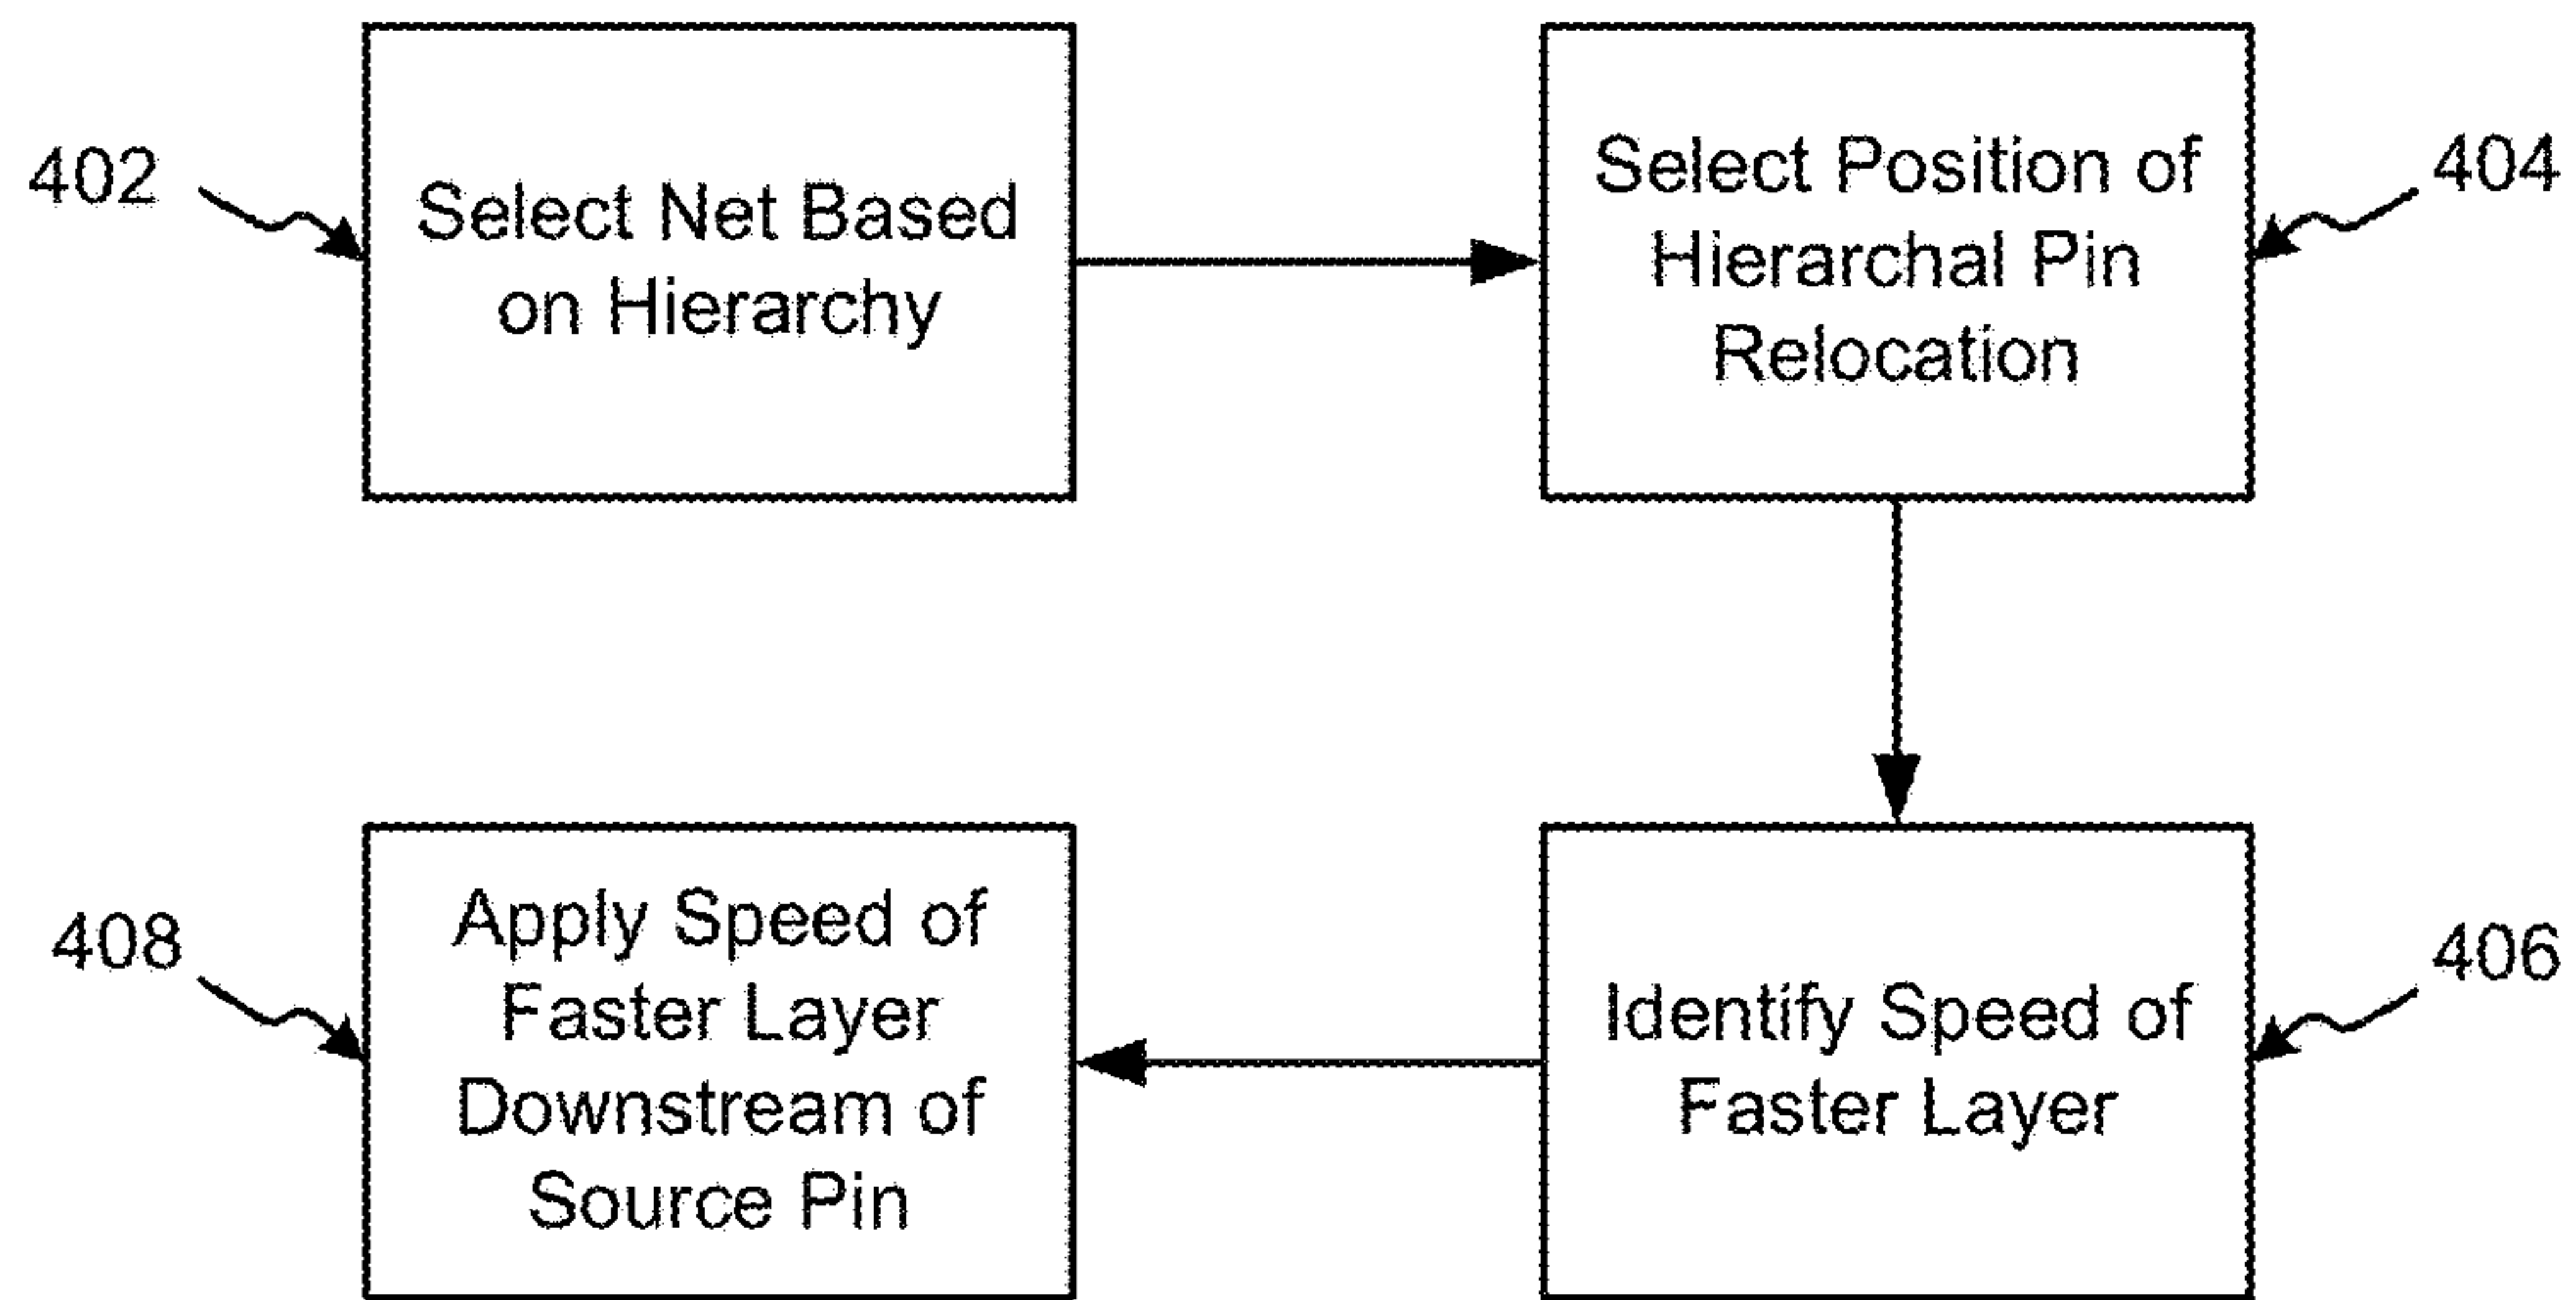 402
Select Net Based
on Hierarchy
Select Position of
Hierarchal Pin
Relocation
404
408
Apply Speed of
Faster Layer
Downstream of
Source Pin
Identify Speed of
Faster Layer
406